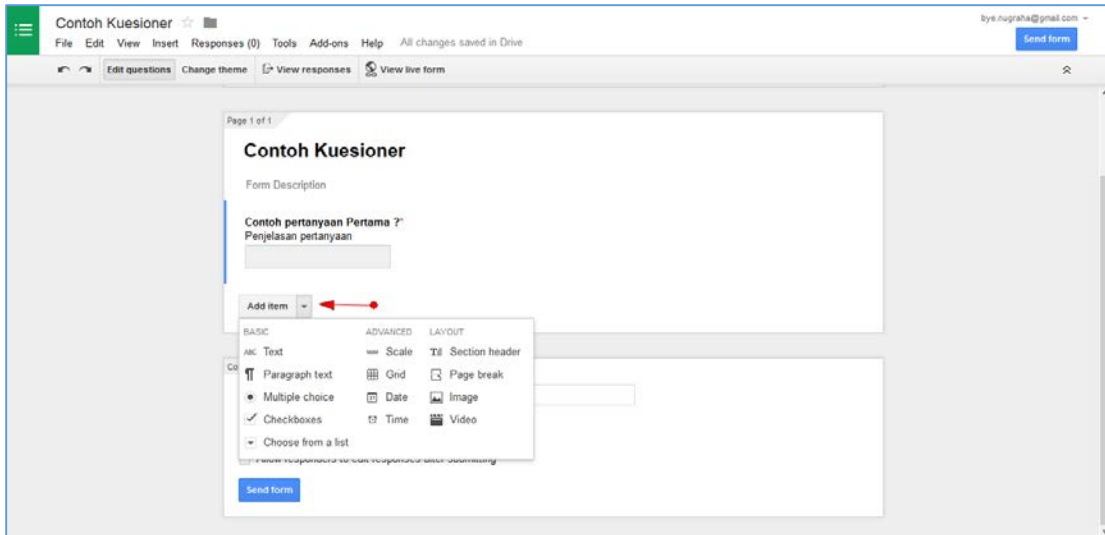 Contoh Kuesioner
bye.nugraha@gmail.com
File Edit View Insert Responses (0) Tools Add-ons Help All changes saved in Drive
Send form
Edit questions Change theme View responses View live form
Page 1 of 1
Contoh Kuesioner
Form Description
Contoh pertanyaan Pertama ?*
Penjelasan pertanyaan
Add item
BASIC ADVANCED LAYOUT
ABC Text Scale Section header
Paragraph text Grid Page break
Multiple choice Date Image
Checkboxes Time Video
Choose from a list
Co
Allow responders to edit responses after submitting
Send form